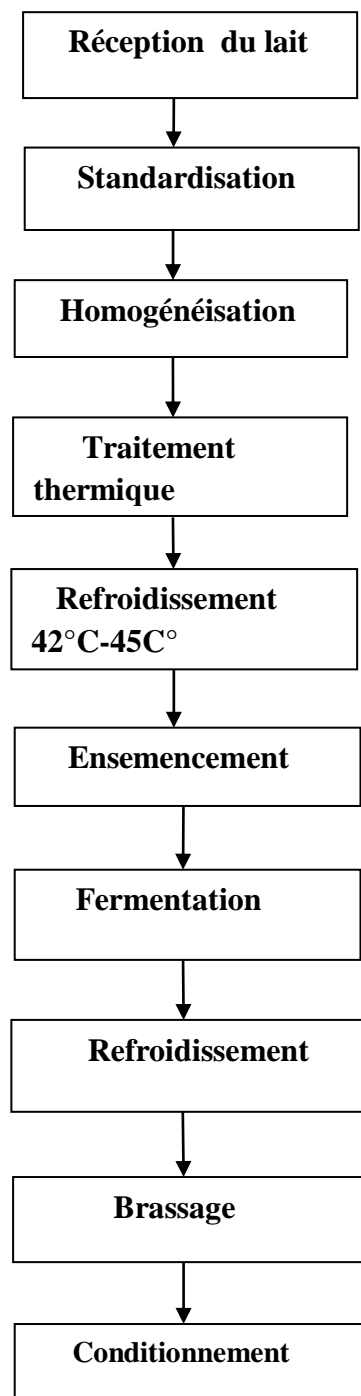 Réception du lait
Standardisation
Homogénéisation
Traitement
thermique
Refroidissement
42°C-45C°
Ensemencement
Fermentation
Refroidissement
Brassage
Conditionnement